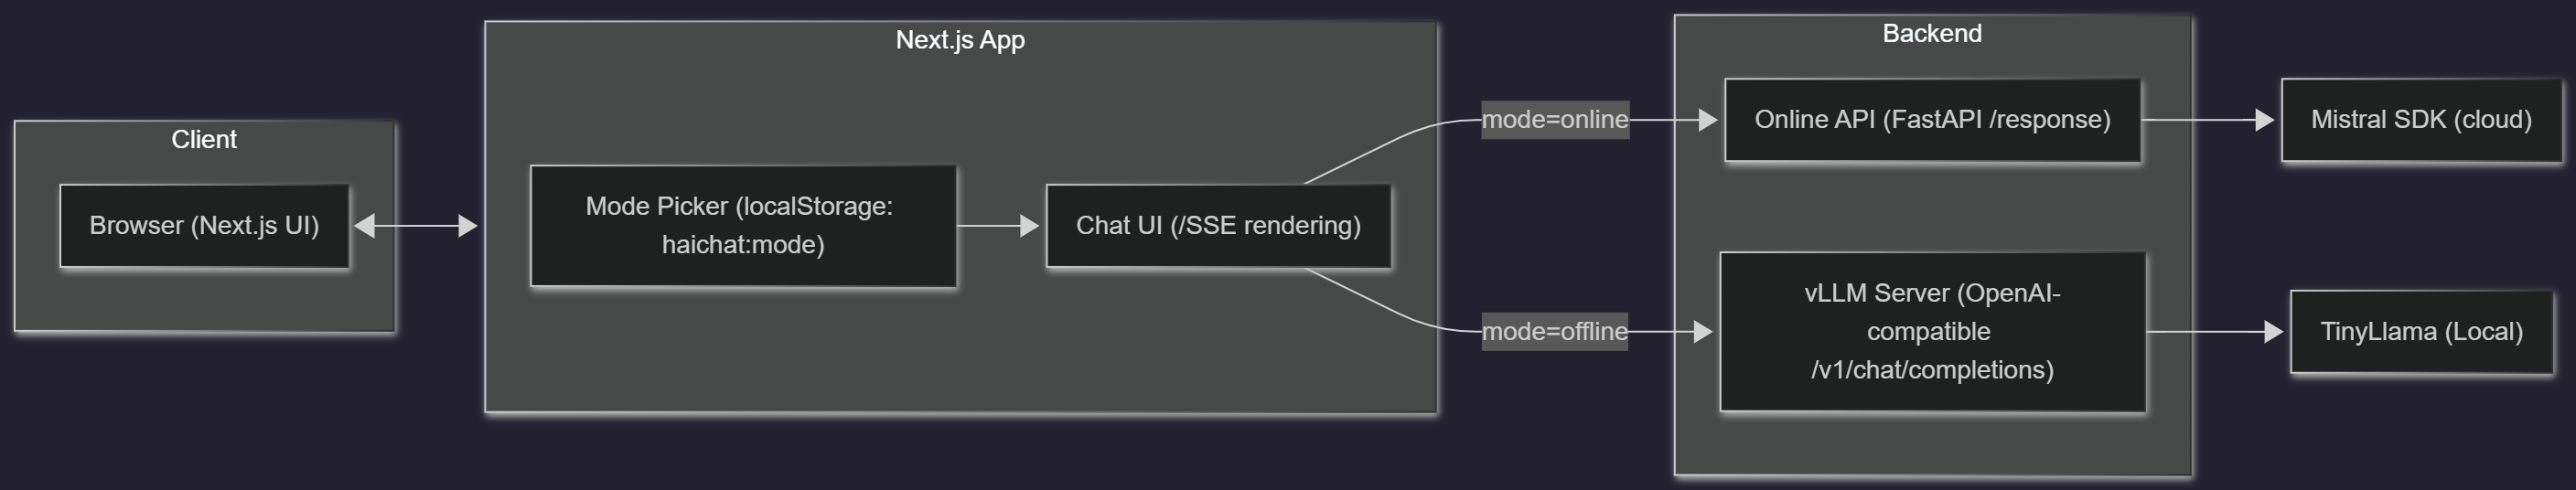 Client
Browser (Next.js UI)
Next.js App
Mode Picker (localStorage:
haichat:mode)
Chat UI (/SSE rendering)
mode=online
mode=offline
Backend
Online API (FastAPI /response)
vLLM Server (OpenAI-
compatible
/v1/chat/completions)
Mistral SDK (cloud)
TinyLlama (Local)